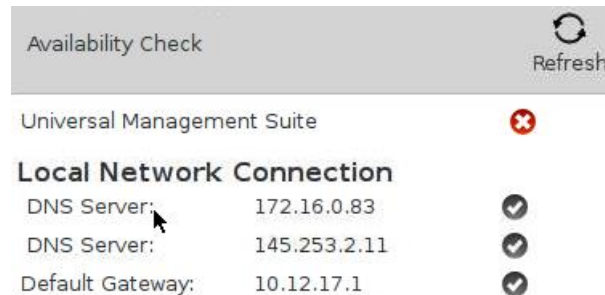 Availability Check
Refresh
Universal Management Suite
Local Network Connection
DNS Server: 172.16.0.83
DNS Server: 145.253.2.11
Default Gateway: 10.12.17.1